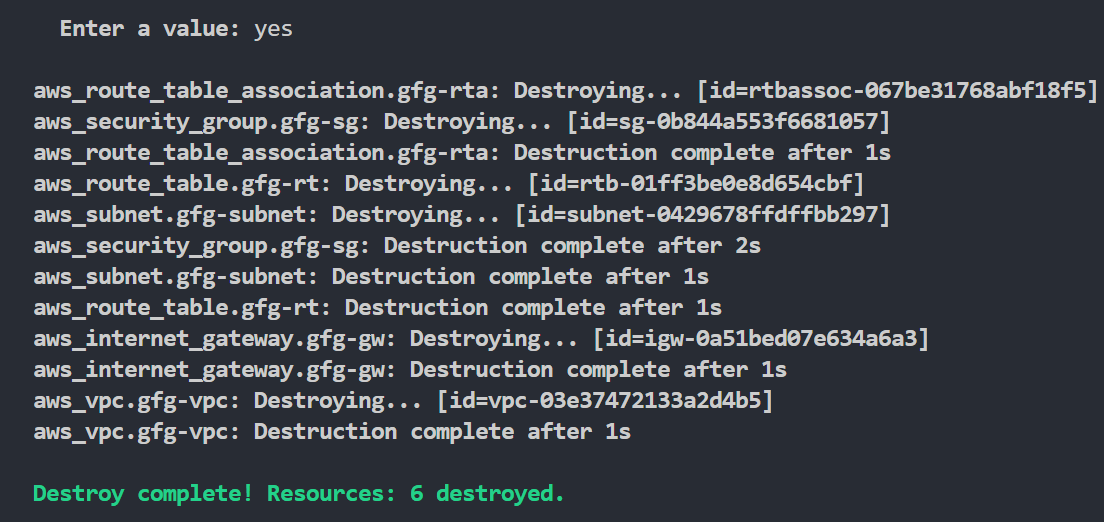 Enter a value: yes
aws_route_table_association.gfg-rta: Destroying... [id=rtbassoc-067be31768abf18f5]
aws_security_group.gfg-sg: Destroying... [id=sg-0b844a553f6681057]
aws_route_table_association.gfg-rta: Destruction complete after 1s
aws_route_table.gfg-rt: Destroying... [id=rtb-01ff3be0e8d654cbf]
aws_subnet.gfg-subnet: Destroying... [id=subnet-0429678ffdffbb297]
aws_security_group.gfg-sg: Destruction complete after 2s
aws_subnet.gfg-subnet: Destruction complete after 1s
aws_route_table.gfg-rt: Destruction complete after 1s
aws_internet_gateway.gfg-gw: Destroying... [id=igw-0a51bed07e634a6a3]
aws_internet_gateway.gfg-gw: Destruction complete after 1s
aws_vpc.gfg-vpc: Destroying... [id=vpc-03e37472133a2d4b5]
aws_vpc.gfg-vpc: Destruction complete after 1s
Destroy complete! Resources: 6 destroyed.